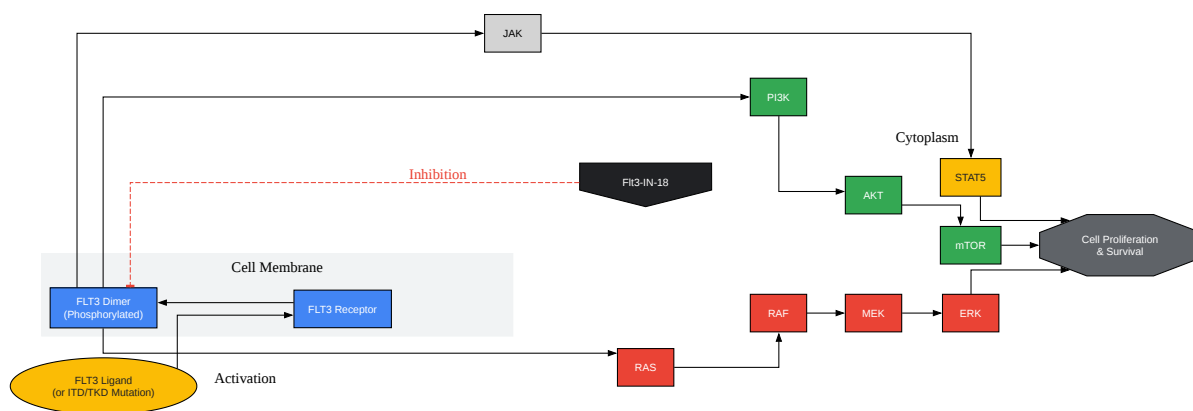 JAK
PI3K
Cytoplasm
Inhibition
Flt3-IN-18
STAT5
AKT
mTOR
Cell Proliferation
& Survival
Cell Membrane
FLT3 Dimer
(Phosphorylated)
FLT3 Receptor
RAF
MEK
ERK
RAS
FLT3 Ligand
(or ITD/TKD Mutation)
Activation